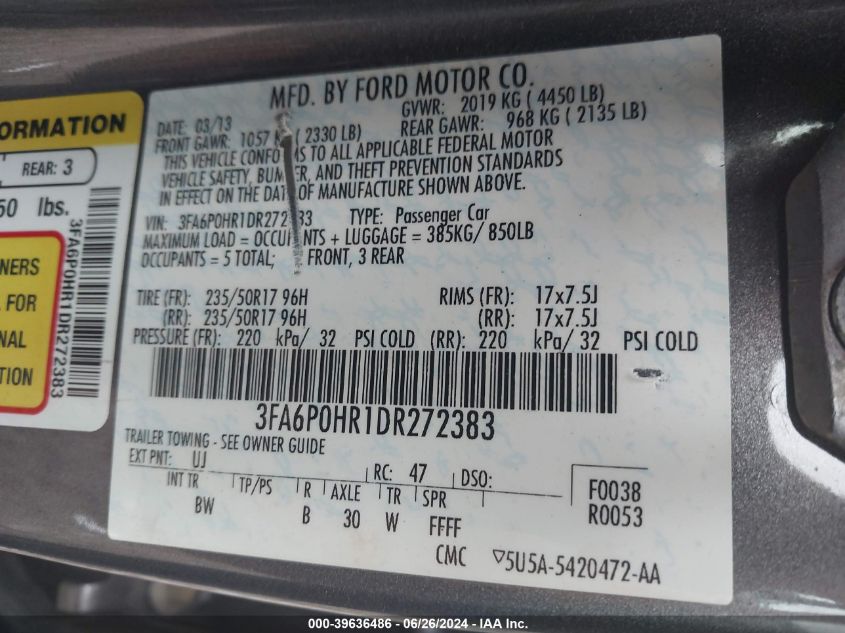 MFD. BY FORD MOTOR CO.
DATE: 03/13 GVWR: 2019 KG ( 4450 LB)
FRONT GAWR: 1057 ( 2330 LB) REAR GAWR: 968 KG ( 2135 LB)
THIS VEHICLE TO ALL APPLICABLE FEDERAL MOTOR
VEHICLE SAFETY, AND THEFT PREVENTION STANDARDS
IN EFFECT ON THE OF MANUFACTURE SHOWN ABOVE.
VIN: 3FA6P0HR1DR272383 TYPE: Passenger Car
MAXIMUM LOAD = OCCUPANTS + LUGGAGE = 385KG/ 850LB
OCCUPANTS = 5 TOTAL; FRONT, 3 REAR
TIRE (FR): 235/50R17 96H RIMS (FR): 17x7.5J
(RR): 235/50R17 96H (RR): 17x7.5J
PRESSURE (FR): 220 kPa/ 32 PSI COLD (RR): 220 kPa/ 32 PSI COLD
3FA6P0HR1DR272383
TRAILER TOWING - SEE OWNER GUIDE
EXT PNT: UJ RC: 47 DSO:
INT TR TP/PS R AXLE TR SPR
BW B 30 W FFFF
F0038
R0053
CMC ▽5U5A-5420472-AA
ORMATION
REAR: 3
50 lbs.
NERS
L FOR
NAL
TION
3FA6P0HR1DR272383
000-39636486 - 06/26/2024 - IAA Inc.